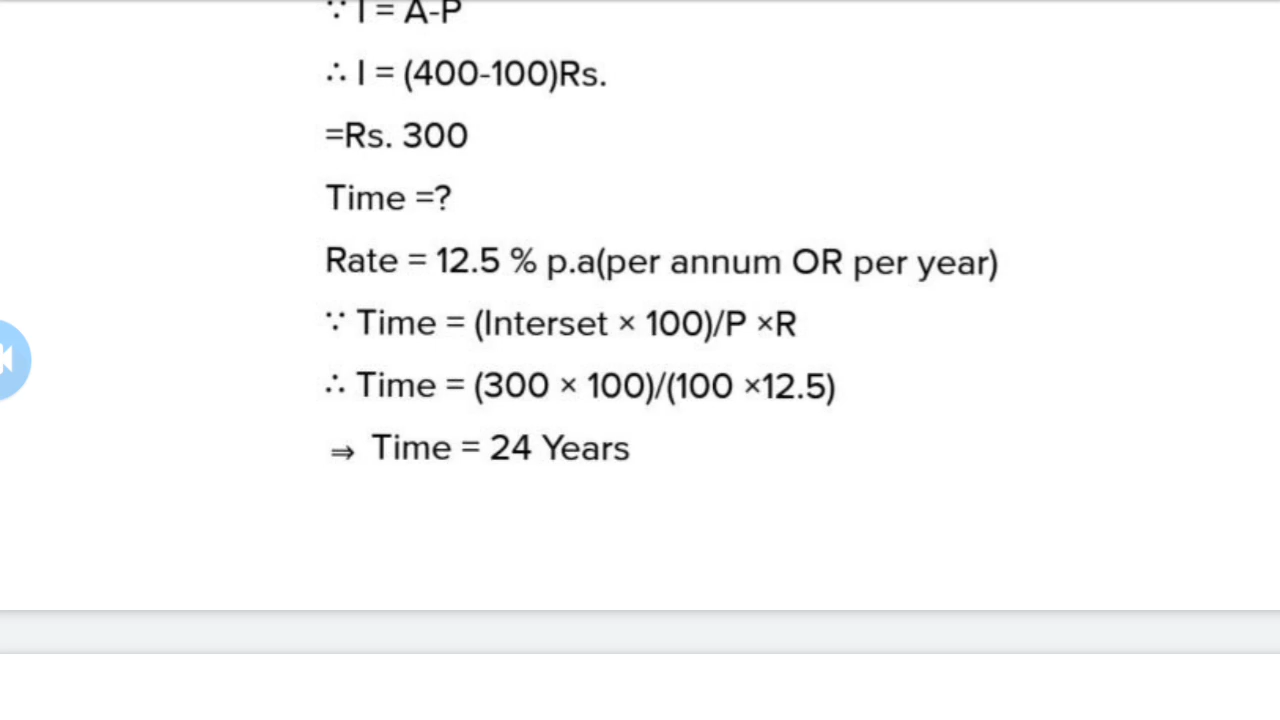 ∵ I = A-P
∴ I = (400-100)Rs.
=Rs. 300
Time =?
Rate = 12.5 % p.a(per annum OR per year)
∵ Time = (Interset × 100)/P ×R
∴ Time = (300 × 100)/(100 ×12.5)
⇒ Time = 24 Years